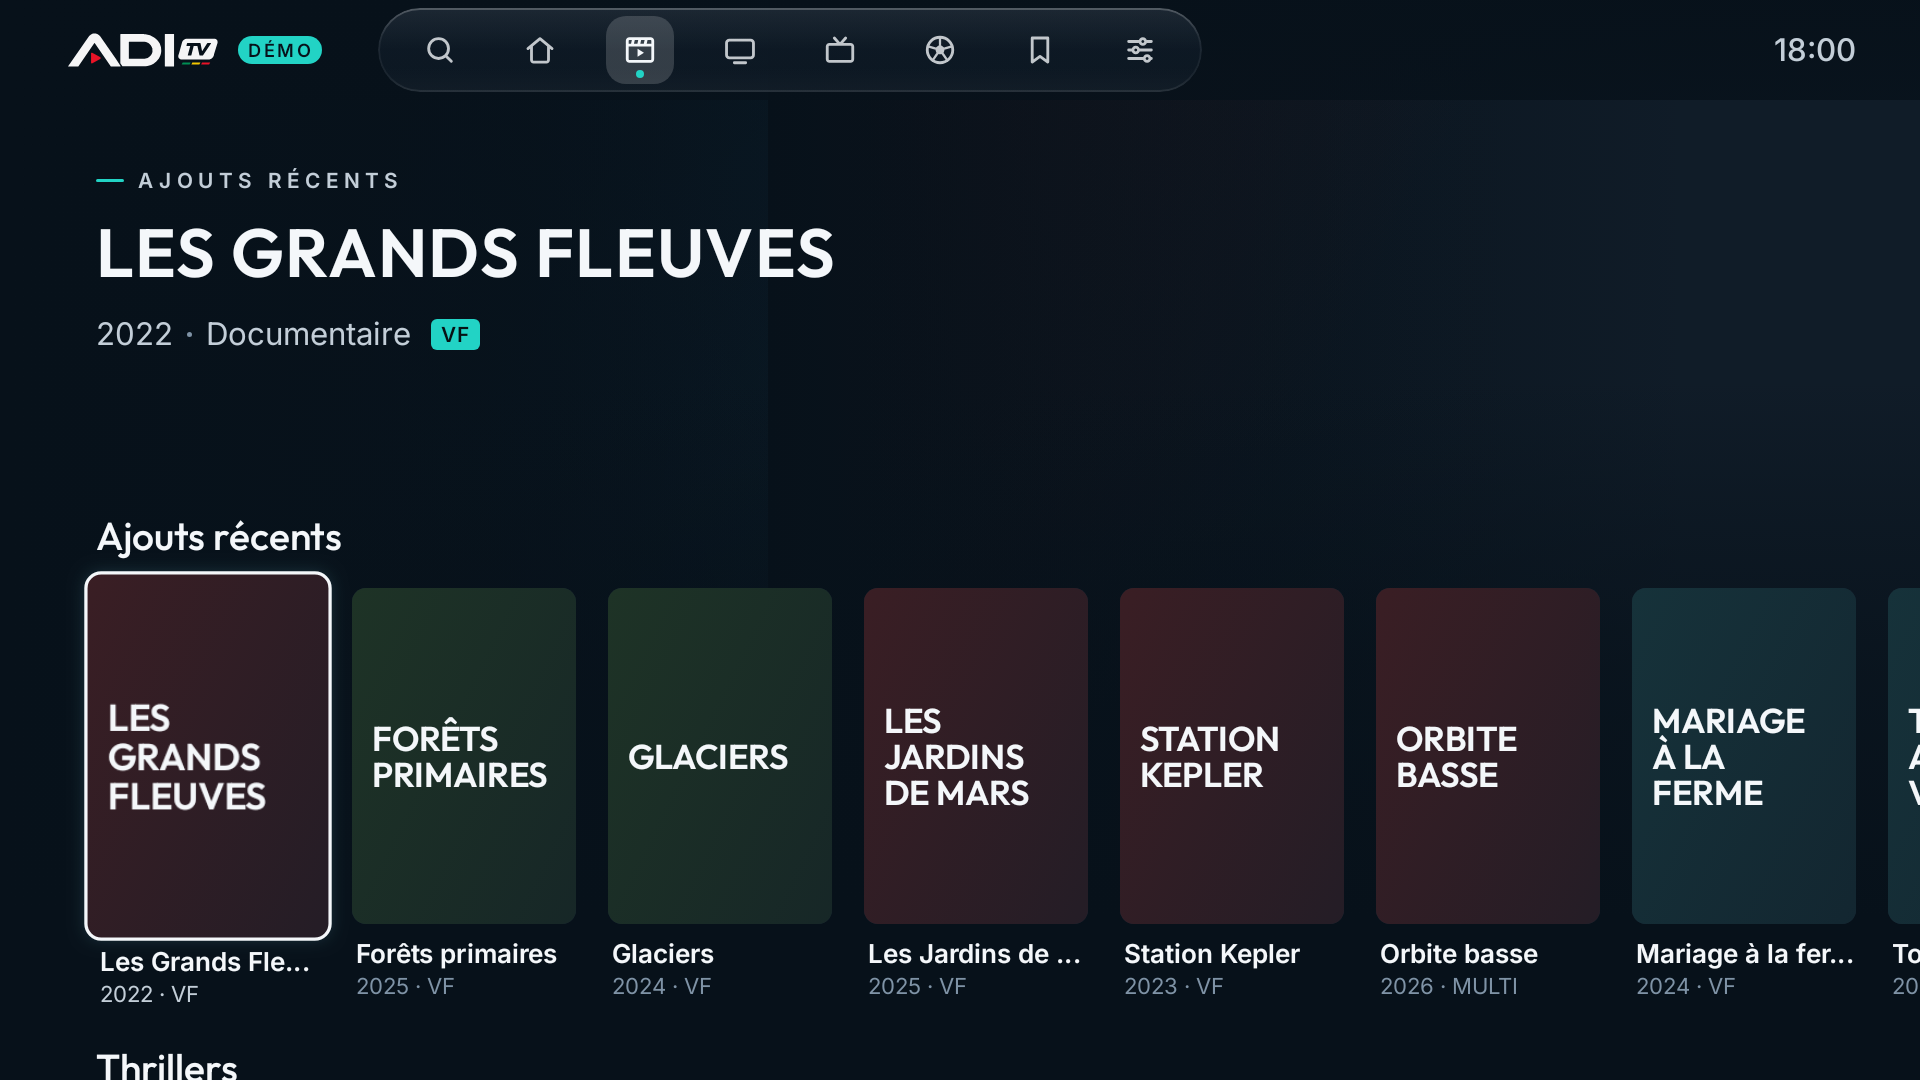 ADI TV DÉMO
18:00
AJOUTS RÉCENTS
LES GRANDS FLEUVES
2022 · Documentaire VF
Ajouts récents
LES
GRANDS
FLEUVES
FORÊTS
PRIMAIRES
GLACIERS
LES
JARDINS
DE MARS
STATION
KEPLER
ORBITE
BASSE
MARIAGE
À LA
FERME
Les Grands Fle...
2022 · VF
Forêts primaires
2025 · VF
Glaciers
2024 · VF
Les Jardins de ...
2025 · VF
Station Kepler
2023 · VF
Orbite basse
2026 · MULTI
Mariage à la fer...
2024 · VF
Thrillers